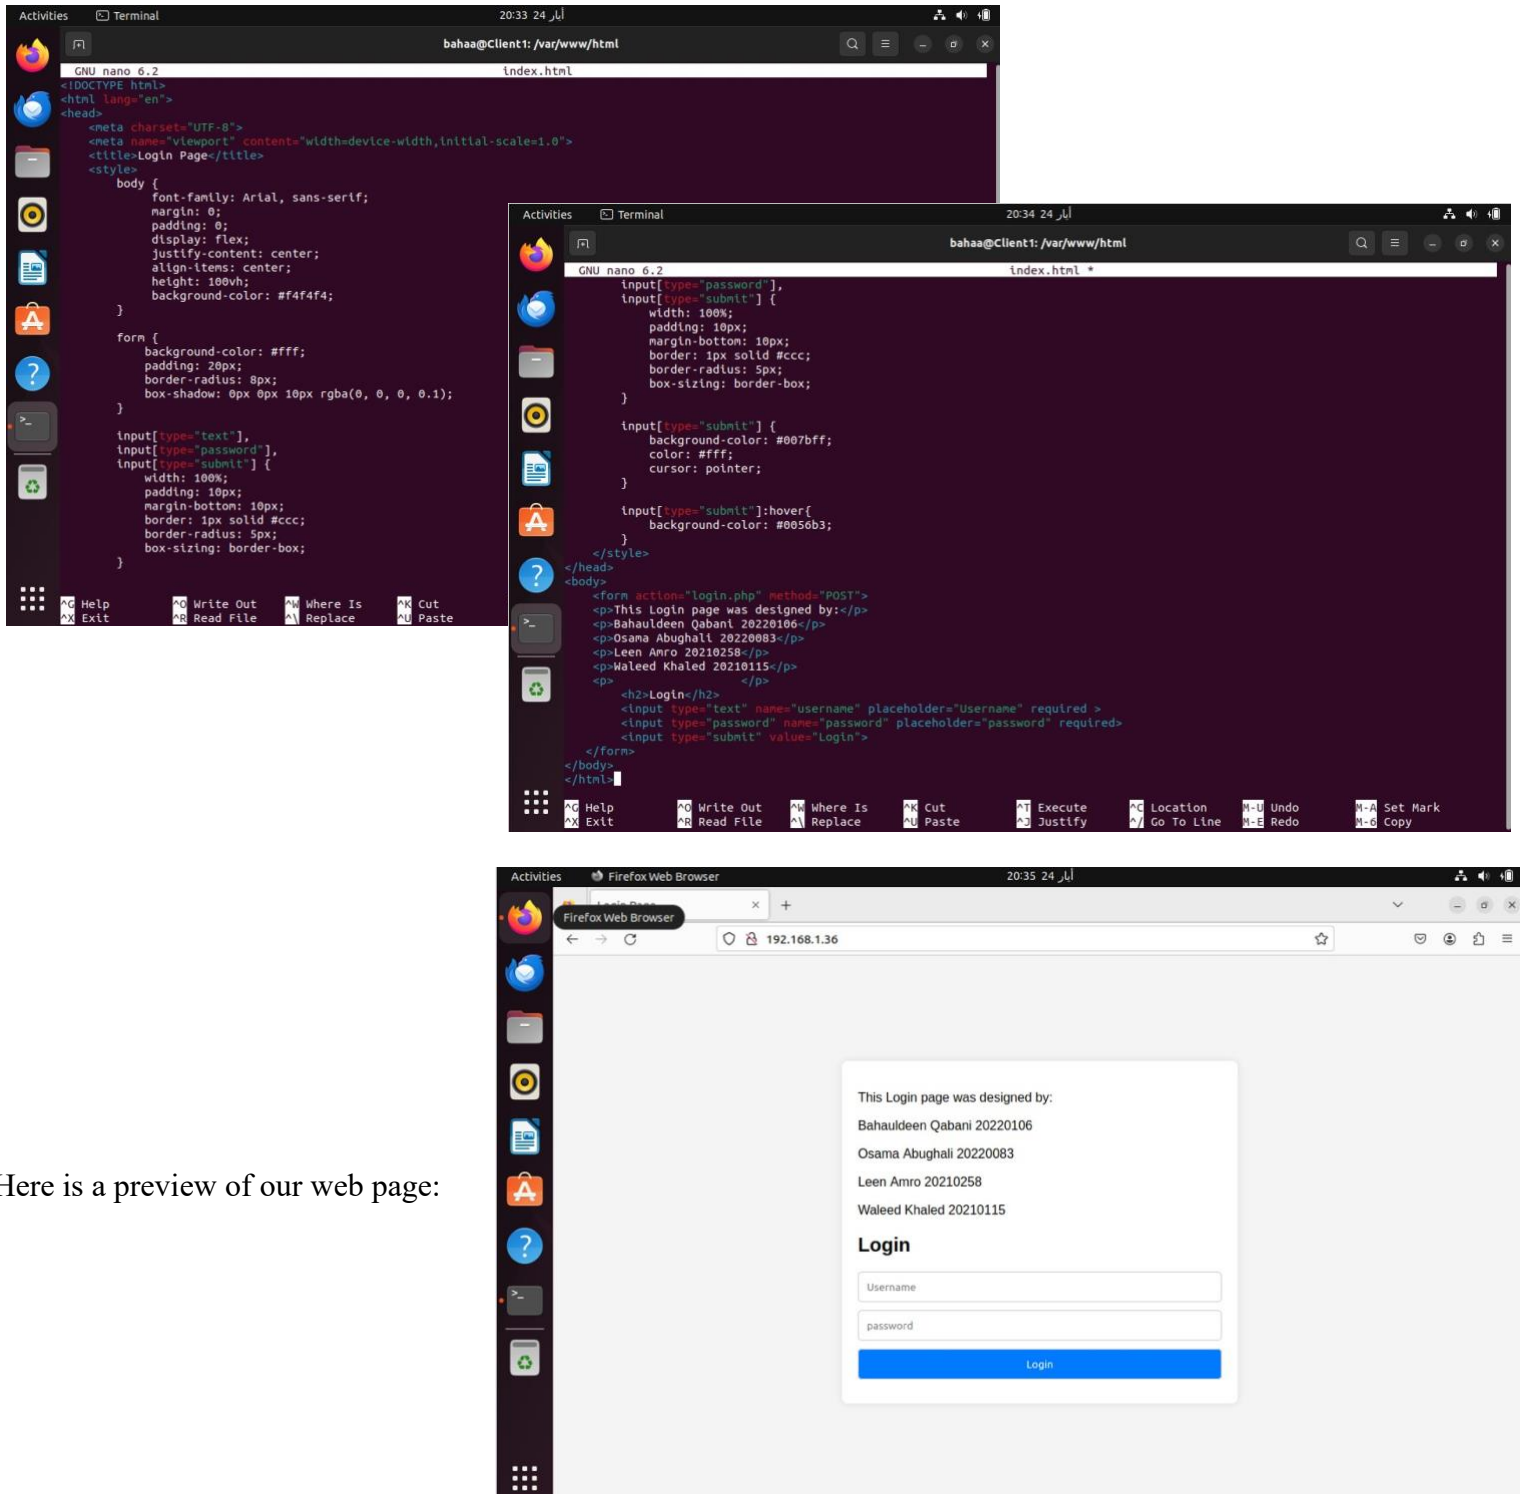 Activities Terminal 20:33 24 أيار
bahaa@Client1: /var/www/html
GNU nano 6.2 index.html
<!DOCTYPE html>
<html lang="en">
<head>
<meta charset="UTF-8">
<meta name="viewport" content="width=device-width,initial-scale=1.0">
<title>Login Page</title>
<style>
body {
font-family: Arial, sans-serif;
margin: 0;
padding: 0;
display: flex;
justify-content: center;
align-items: center;
height: 100vh;
background-color: #f4f4f4;
}
form {
background-color: #fff;
padding: 20px;
border-radius: 8px;
box-shadow: 0px 0px 10px rgba(0, 0, 0, 0.1);
}
input[type="text"],
input[type="password"],
input[type="submit"] {
width: 100%;
padding: 10px;
margin-bottom: 10px;
border: 1px solid #ccc;
border-radius: 5px;
box-sizing: border-box;
}
^G Help ^O Write Out ^W Where Is ^K Cut
^X Exit ^R Read File ^\ Replace ^U Paste
Activities Terminal 20:34 24 أيار
bahaa@Client1: /var/www/html
GNU nano 6.2 index.html *
input[type="password"],
input[type="submit"] {
width: 100%;
padding: 10px;
margin-bottom: 10px;
border: 1px solid #ccc;
border-radius: 5px;
box-sizing: border-box;
}
input[type="submit"] {
background-color: #007bff;
color: #fff;
cursor: pointer;
}
input[type="submit"]:hover{
background-color: #0056b3;
}
</style>
</head>
<body>
<form action="login.php" method="POST">
<p>This Login page was designed by:</p>
<p>Bahauldeen Qabani 20220106</p>
<p>Osama Abughali 20220083</p>
<p>Leen Amro 20210258</p>
<p>Waleed Khaled 20210115</p>
<p> </p>
<h2>Login</h2>
<input type="text" name="username" placeholder="Username" required >
<input type="password" name="password" placeholder="password" required>
<input type="submit" value="Login">
</form>
</body>
</html>
^G Help ^O Write Out ^W Where Is ^K Cut ^T Execute ^C Location M-U Undo M-A Set Mark
^X Exit ^R Read File ^\ Replace ^U Paste ^J Justify ^/ Go To Line M-E Redo M-6 Copy
Here is a preview of our web page:
Activities Firefox Web Browser 20:35 24 أيار
Login Page
Firefox Web Browser
192.168.1.36
This Login page was designed by:
Bahauldeen Qabani 20220106
Osama Abughali 20220083
Leen Amro 20210258
Waleed Khaled 20210115
Login
Username
password
Login